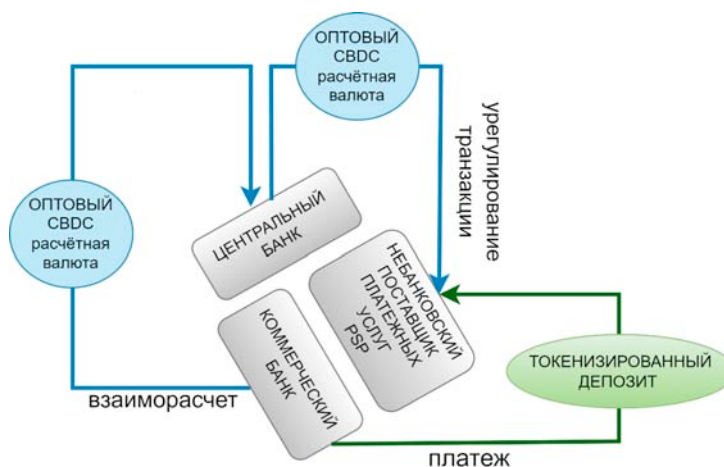 ОПТОВЫЙ
CBDC
расчётная
валюта
ОПТОВЫЙ
CBDC
расчётная
валюта
урегулирование
транзакции
ЦЕНТРАЛЬНЫЙ
БАНК
НЕБАНКОВСКИЙ
ПОСТАВЩИК
ПЛАТЕЖНЫХ
УСЛУГ
PSP
КОММЕРЧЕСКИЙ
БАНК
ТОКЕНИЗИРОВАННЫЙ
ДЕПОЗИТ
взаиморасчет
платеж